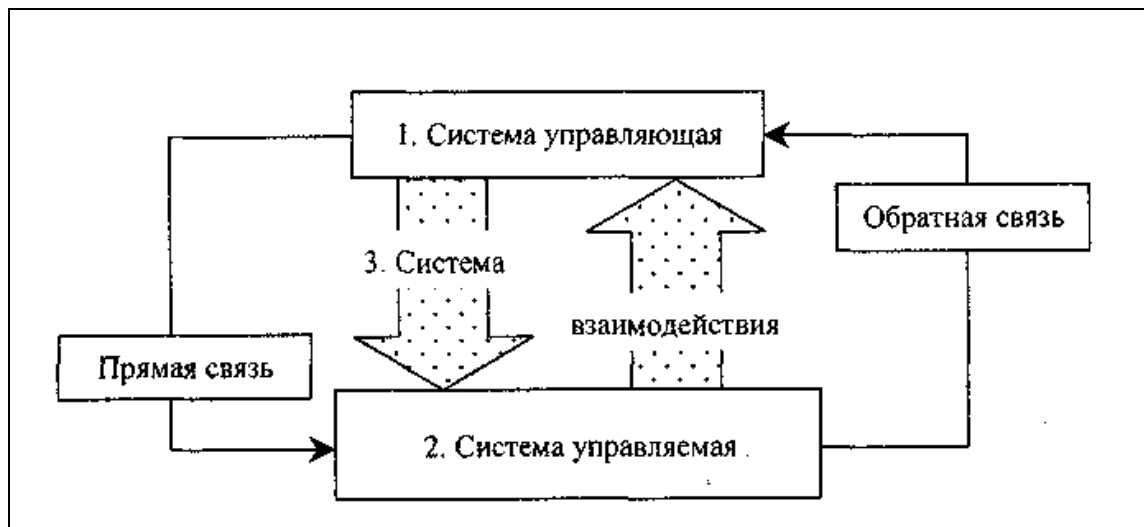 1. Система управляющая
Обратная связь
3. Система
взаимодействия
Прямая связь
2. Система управляемая